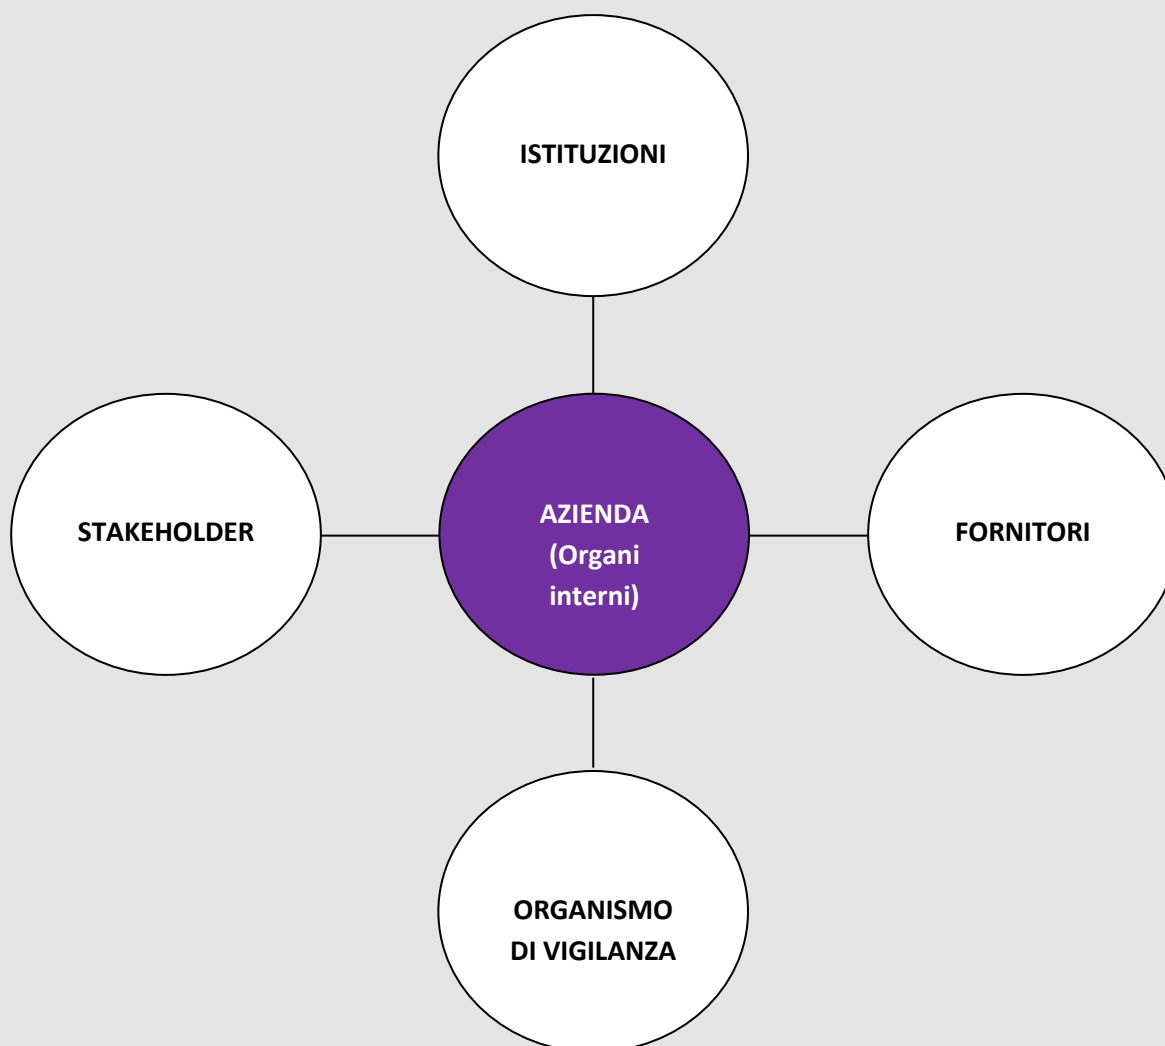 ISTITUZIONI
STAKEHOLDER
AZIENDA
(Organi
interni)
FORNITORI
ORGANISMO
DI VIGILANZA